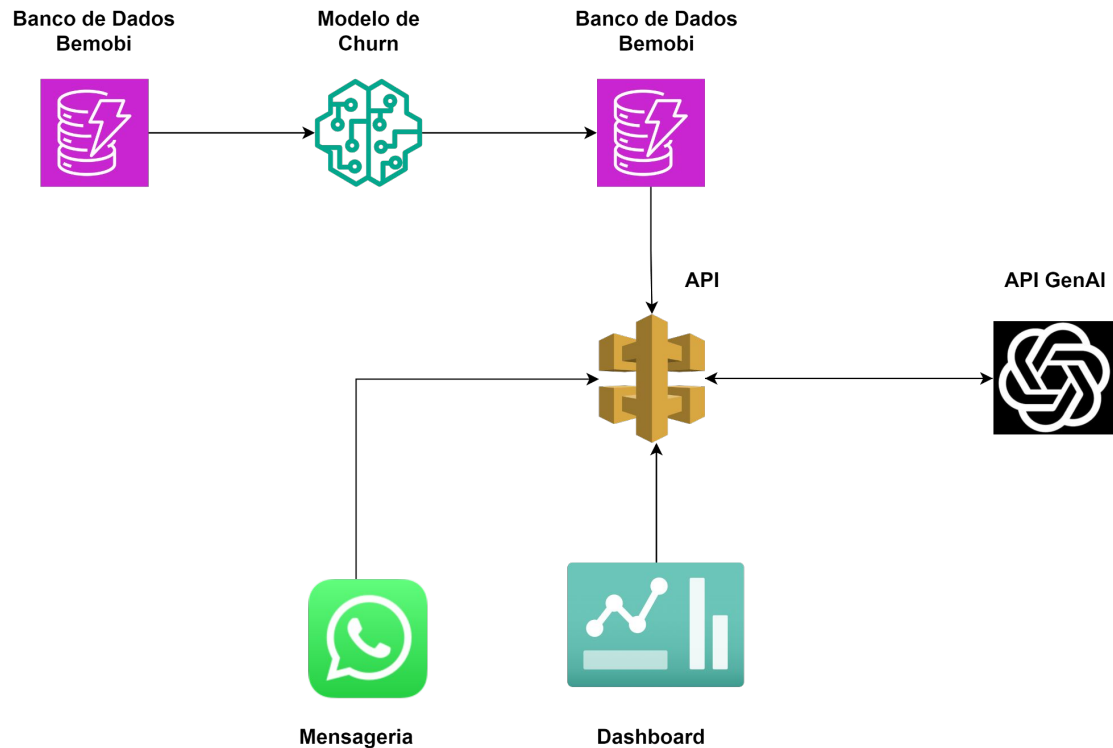 Banco de Dados
Bemobi
Modelo de
Churn
Banco de Dados
Bemobi
API
API GenAI
Mensageria
Dashboard